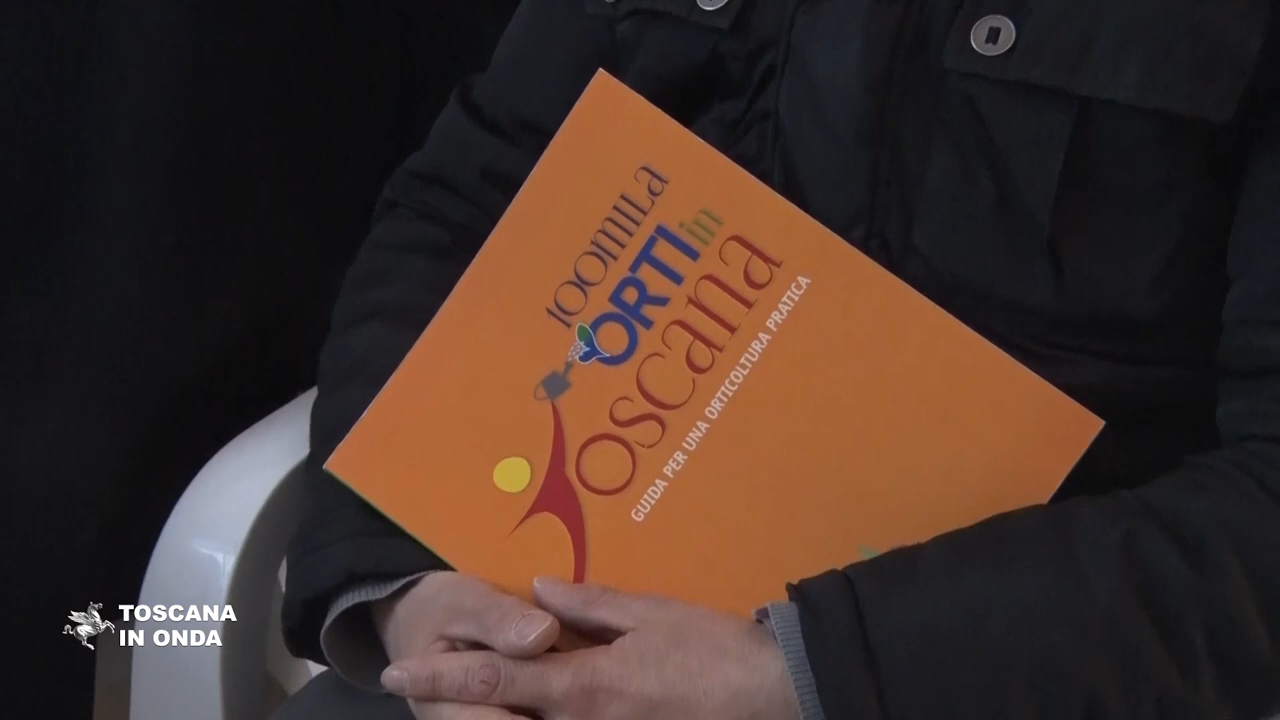 100mila
ORTI in
Toscana
GUIDA PER UNA ORTICOLTURA PRATICA
TOSCANA
IN ONDA